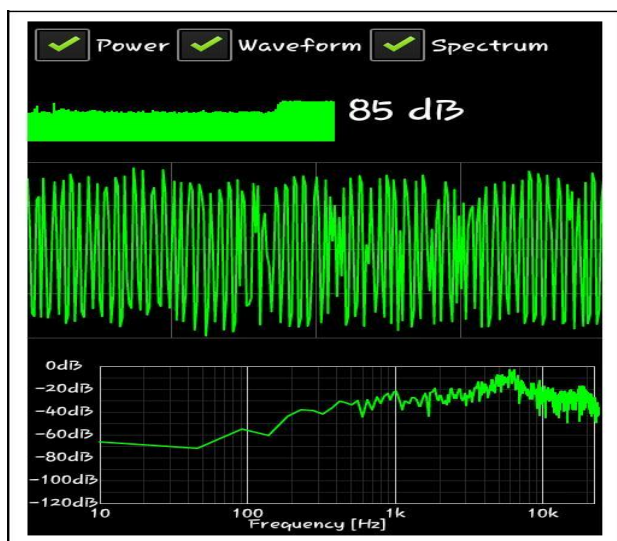 Power Waveform Spectrum
85 dB
0dB
-20dB
-40dB
-60dB
-80dB
-100dB
-120dB
10 100 1k 10k
Frequency [Hz]